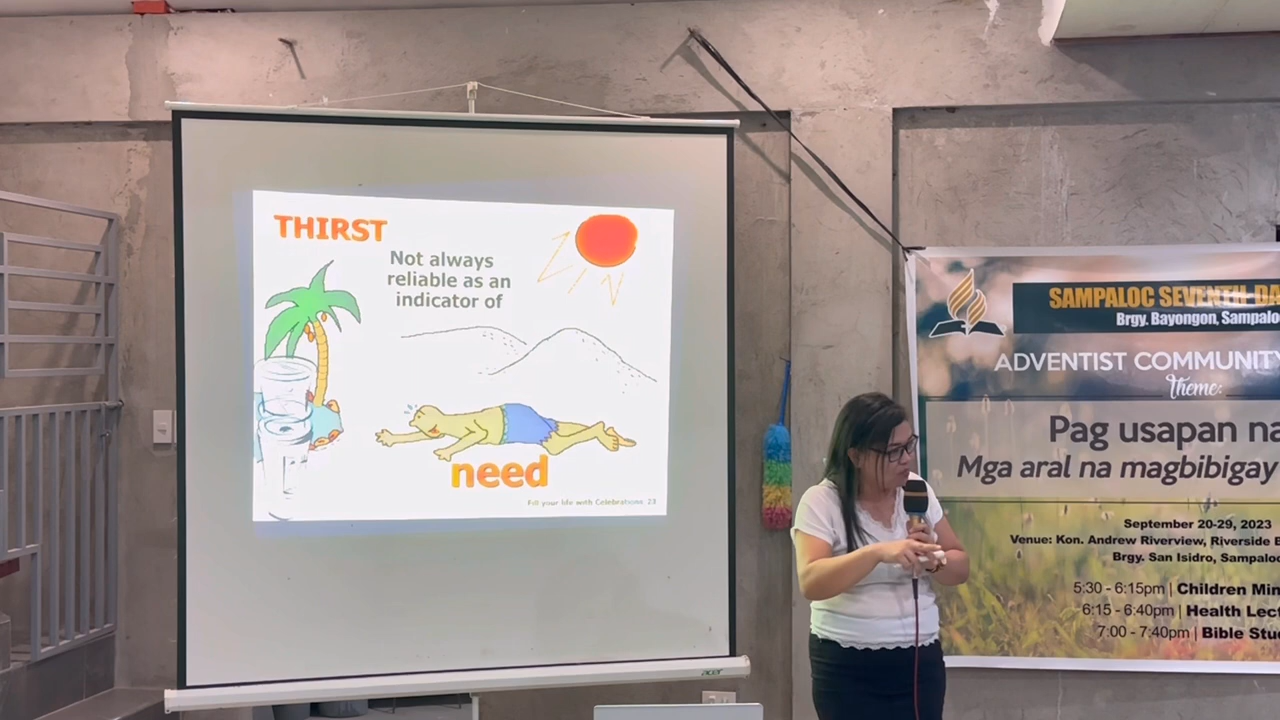 THIRST
Not always
reliable as an
indicator of
need
Fill your life with Celebrations 23
acer
SAMPALOC SEVENTH DA
Brgy. Bayongon, Sampalo
ADVENTIST COMMUNITY
Theme:
Pag usapan na
Mga aral na magbibigay
September 20-29, 2023
Venue: Kon. Andrew Riverview, Riverside
Brgy. San Isidro, Sampaloc
5:30 - 6:15pm | Children Min
6:15 - 6:40pm | Health Lect
7:00 - 7:40pm | Bible Stu